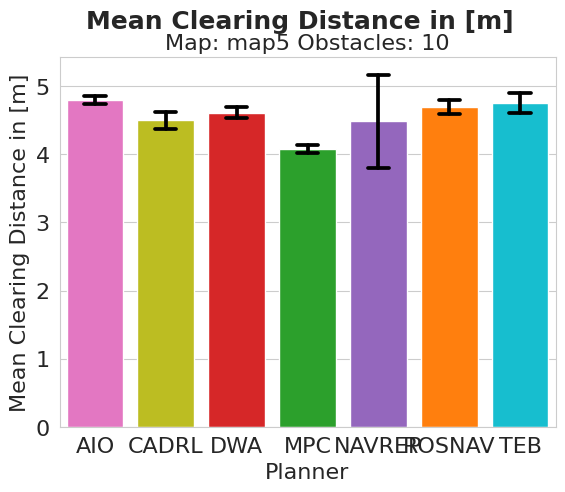 Mean Clearing Distance in [m]
Map: map5 Obstacles: 10
Mean Clearing Distance in [m]
5
4
3
2
1
0
AIO CADRL DWA MPC NAVREP ROSNAV TEB
Planner